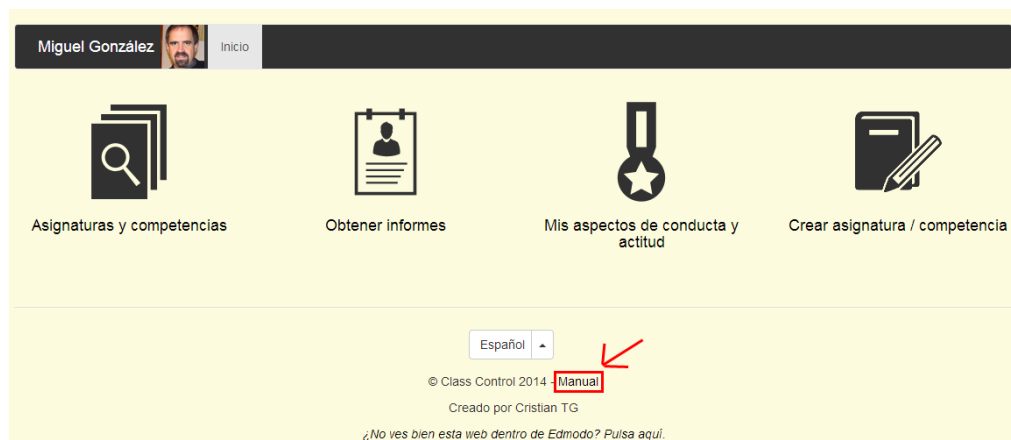 Miguel González
Inicio
Asignaturas y competencias
Obtener informes
Mis aspectos de conducta y
actitud
Crear asignatura / competencia
Español
© Class Control 2014 - Manual
Creado por Cristian TG
¿No ves bien esta web dentro de Edmodo? Pulsa aquí.